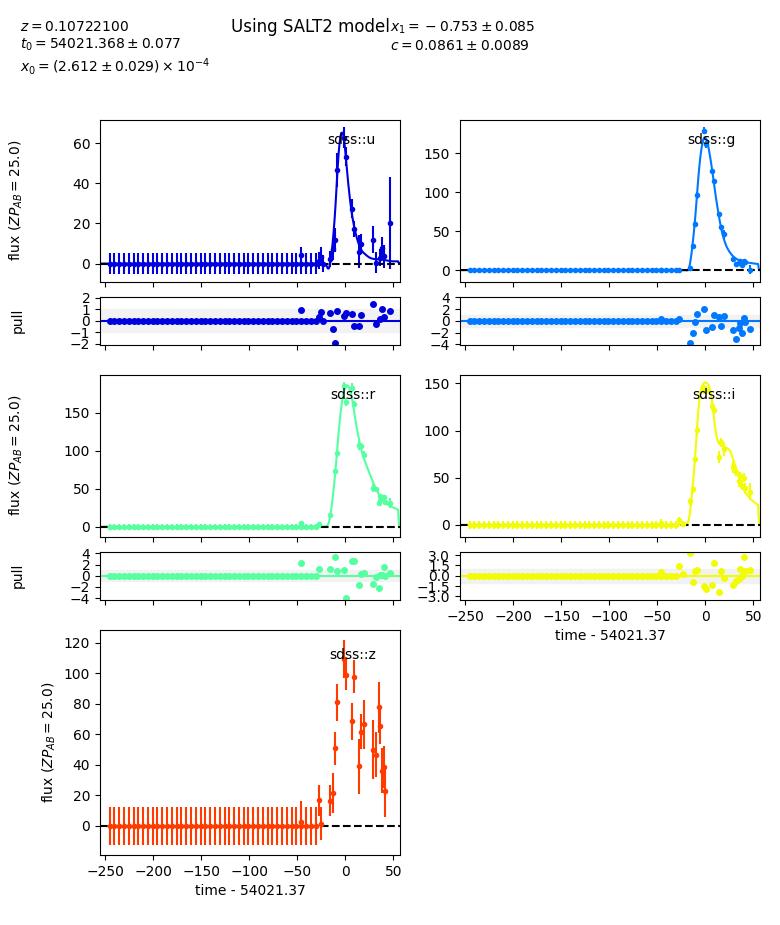 Using SALT2 model
z = 0.10722100
t₀ = 54021.368 ± 0.077
x₀ = (2.612 ± 0.029) × 10⁻⁴
x₁ = −0.753 ± 0.085
c = 0.0861 ± 0.0089
flux (ZP_AB = 25.0)
60
40
20
0
sdss::u
150
100
50
0
sdss::g
pull
2
1
0
−1
−2
4
2
0
−2
−4
flux (ZP_AB = 25.0)
150
100
50
0
sdss::r
150
100
50
0
sdss::i
pull
4
2
0
−2
−4
3.0
1.5
0.0
−1.5
−3.0
−250 −200 −150 −100 −50 0 50
time - 54021.37
flux (ZP_AB = 25.0)
120
100
80
60
40
20
0
sdss::z
−250 −200 −150 −100 −50 0 50
time - 54021.37